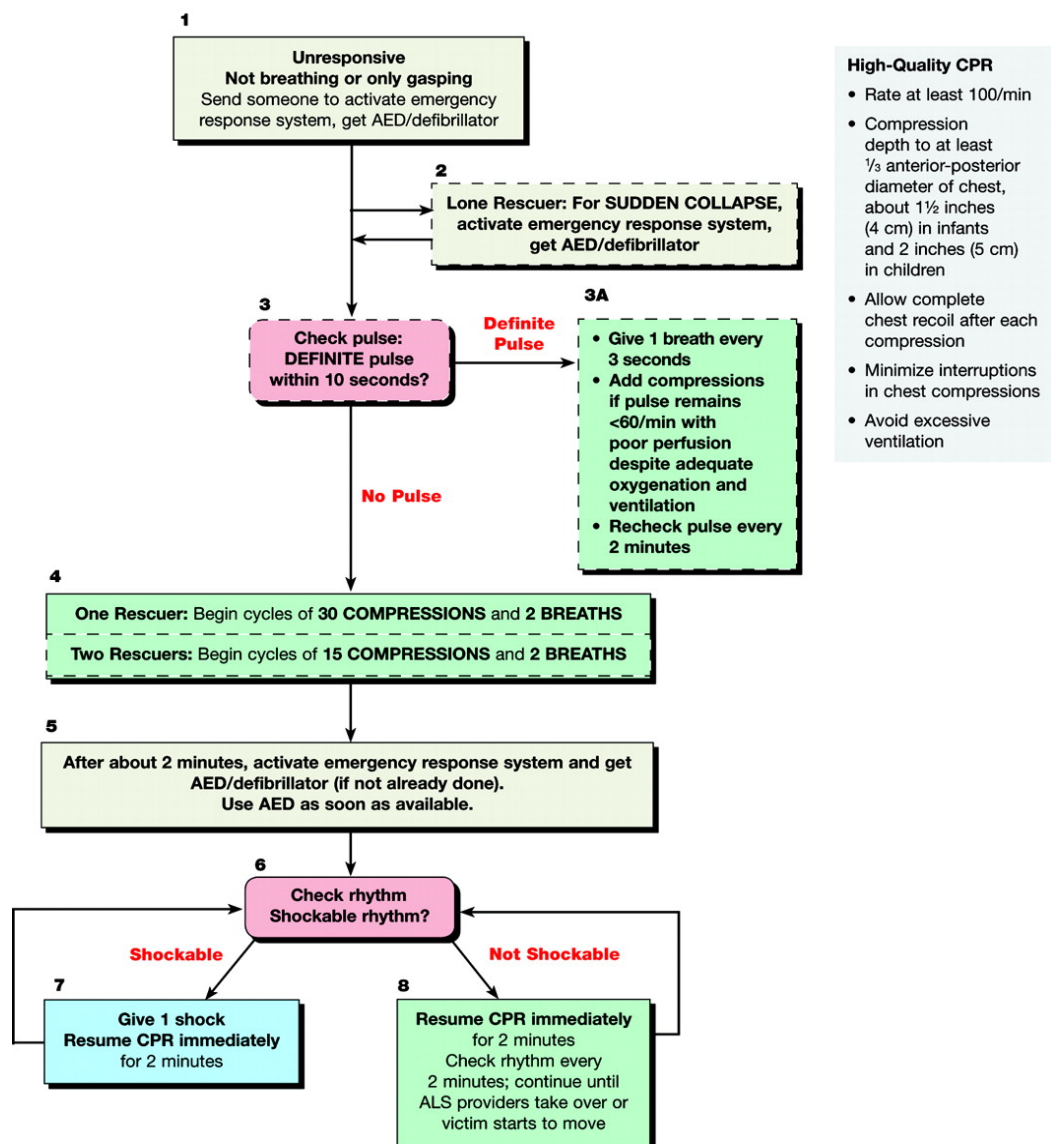 1
Unresponsive
Not breathing or only gasping
Send someone to activate emergency
response system, get AED/defibrillator
2
Lone Rescuer: For SUDDEN COLLAPSE,
activate emergency response system,
get AED/defibrillator
3
Check pulse:
DEFINITE pulse
within 10 seconds?
Definite
Pulse
3A
• Give 1 breath every
3 seconds
• Add compressions
if pulse remains
<60/min with
poor perfusion
despite adequate
oxygenation and
ventilation
• Recheck pulse every
2 minutes
No Pulse
4
One Rescuer: Begin cycles of 30 COMPRESSIONS and 2 BREATHS
Two Rescuers: Begin cycles of 15 COMPRESSIONS and 2 BREATHS
5
After about 2 minutes, activate emergency response system and get
AED/defibrillator (if not already done).
Use AED as soon as available.
6
Check rhythm
Shockable rhythm?
Shockable
Not Shockable
7
Give 1 shock
Resume CPR immediately
for 2 minutes
8
Resume CPR immediately
for 2 minutes
Check rhythm every
2 minutes; continue until
ALS providers take over or
victim starts to move
High-Quality CPR
• Rate at least 100/min
• Compression
depth to at least
⅓ anterior-posterior
diameter of chest,
about 1½ inches
(4 cm) in infants
and 2 inches (5 cm)
in children
• Allow complete
chest recoil after each
compression
• Minimize interruptions
in chest compressions
• Avoid excessive
ventilation